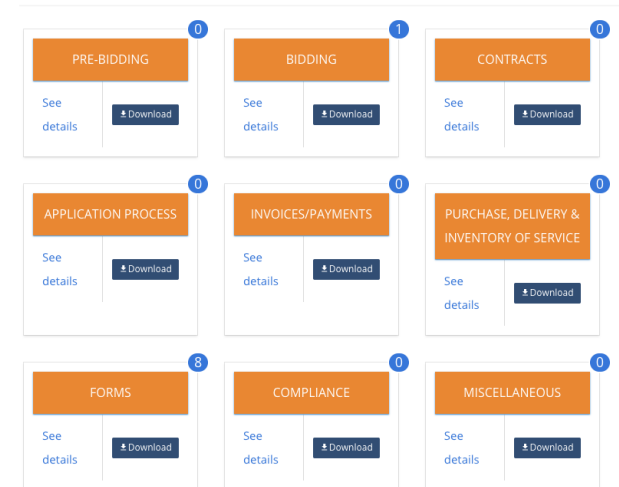 0 1 0
PRE-BIDDING BIDDING CONTRACTS
See See See
Download Download Download
details details details
0 0 0
APPLICATION PROCESS INVOICES/PAYMENTS PURCHASE, DELIVERY &
INVENTORY OF SERVICE
See See
Download Download
details details
See
Download
details
8 0 0
FORMS COMPLIANCE MISCELLANEOUS
See See See
Download Download Download
details details details